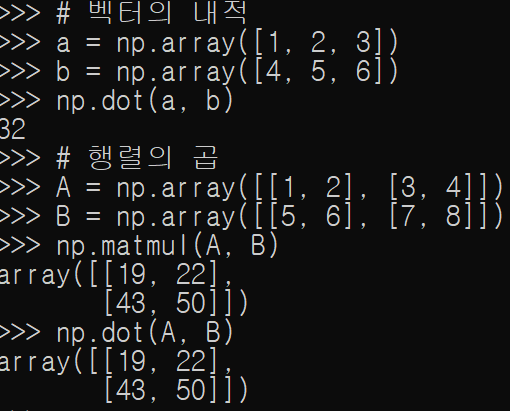 >>> # 벡터의 내적
>>> a = np.array([1, 2, 3])
>>> b = np.array([4, 5, 6])
>>> np.dot(a, b)
32
>>> # 행렬의 곱
>>> A = np.array([[1, 2], [3, 4]])
>>> B = np.array([[5, 6], [7, 8]])
>>> np.matmul(A, B)
array([[19, 22],
       [43, 50]])
>>> np.dot(A, B)
array([[19, 22],
       [43, 50]])